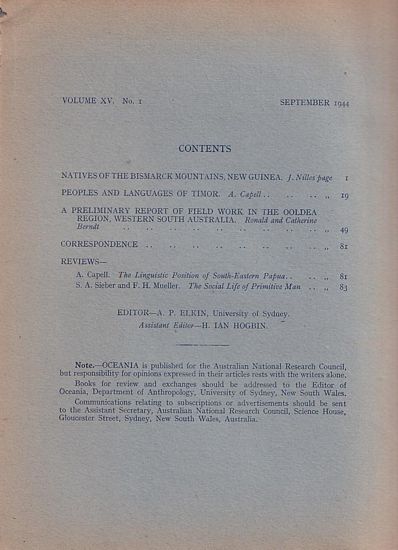 VOLUME XV, No. 1 SEPTEMBER 1944
CONTENTS
NATIVES OF THE BISMARCK MOUNTAINS, NEW GUINEA. J. Nilles page 1
PEOPLES AND LANGUAGES OF TIMOR. A. Capell .. .. .. ,, 19
A PRELIMINARY REPORT OF FIELD WORK IN THE OOLDEA
REGION, WESTERN SOUTH AUSTRALIA. Ronald and Catherine
Berndt .. .. .. .. .. .. .. ,, 49
CORRESPONDENCE .. .. .. .. .. .. .. ,, 81
REVIEWS—
A. Capell. The Linguistic Position of South-Eastern Papua .. .. ,, 81
S. A. Sieber and F. H. Mueller. The Social Life of Primitive Man .. ,, 83
EDITOR—A. P. ELKIN, University of Sydney.
Assistant Editor—H. IAN HOGBIN.
Note.—OCEANIA is published for the Australian National Research Council,
but responsibility for opinions expressed in their articles rests with the writers alone.
Books for review and exchanges should be addressed to the Editor of
Oceania, Department of Anthropology, University of Sydney, New South Wales.
Communications relating to subscriptions or advertisements should be sent
to the Assistant Secretary, Australian National Research Council, Science House,
Gloucester Street, Sydney, New South Wales, Australia.